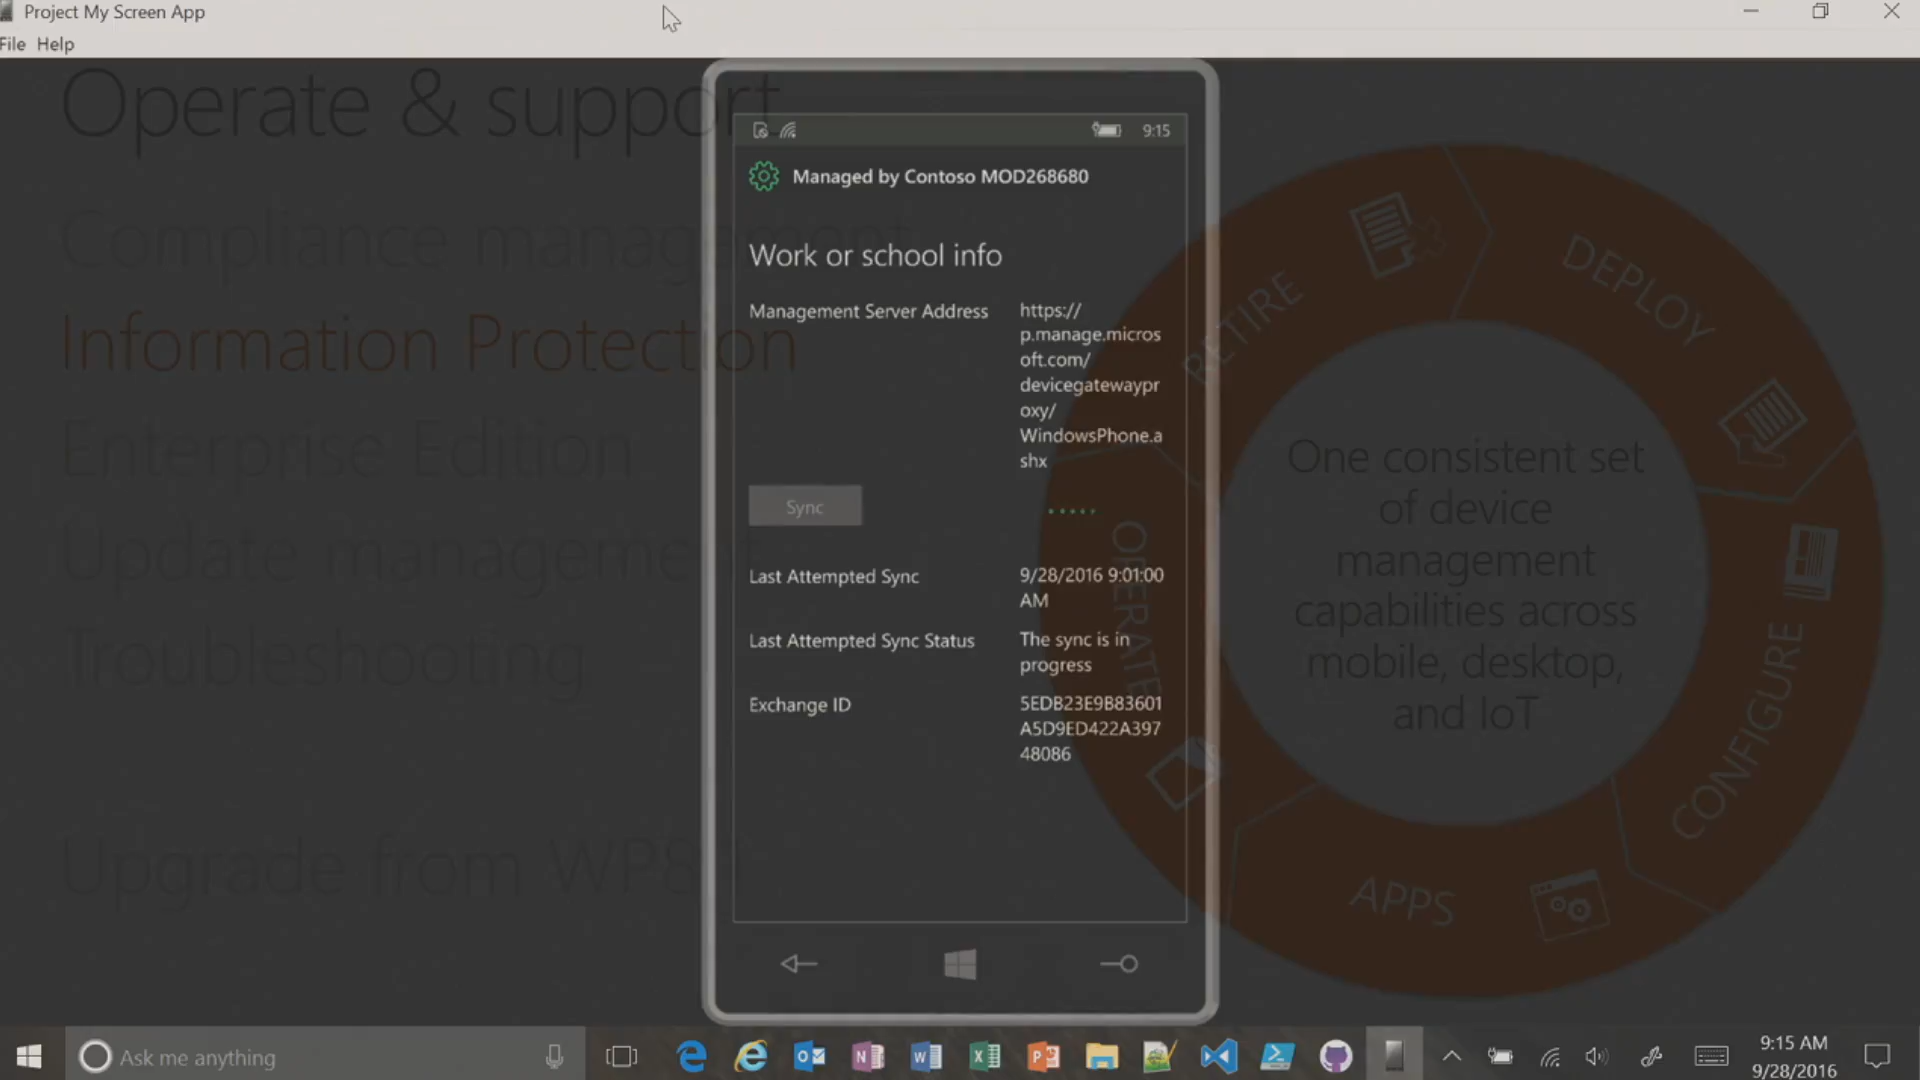 Project My Screen App
File Help
Operate & support
Compliance management
Information Protection
Enterprise Edition
Update management
Troubleshooting
Upgrade from WP8
9:15
Managed by Contoso MOD268680
Work or school info
Management Server Address
https://
p.manage.micros
oft.com/
devicegatewaypr
oxy/
WindowsPhone.a
shx
Sync
Last Attempted Sync
9/28/2016 9:01:00
AM
Last Attempted Sync Status
The sync is in
progress
Exchange ID
5EDB23E9B83601
A5D9ED422A397
48086
RETIRE
DEPLOY
OPERATE
CONFIGURE
APPS
One consistent set
of device
management
capabilities across
mobile, desktop,
and IoT
Ask me anything
9:15 AM
9/28/2016